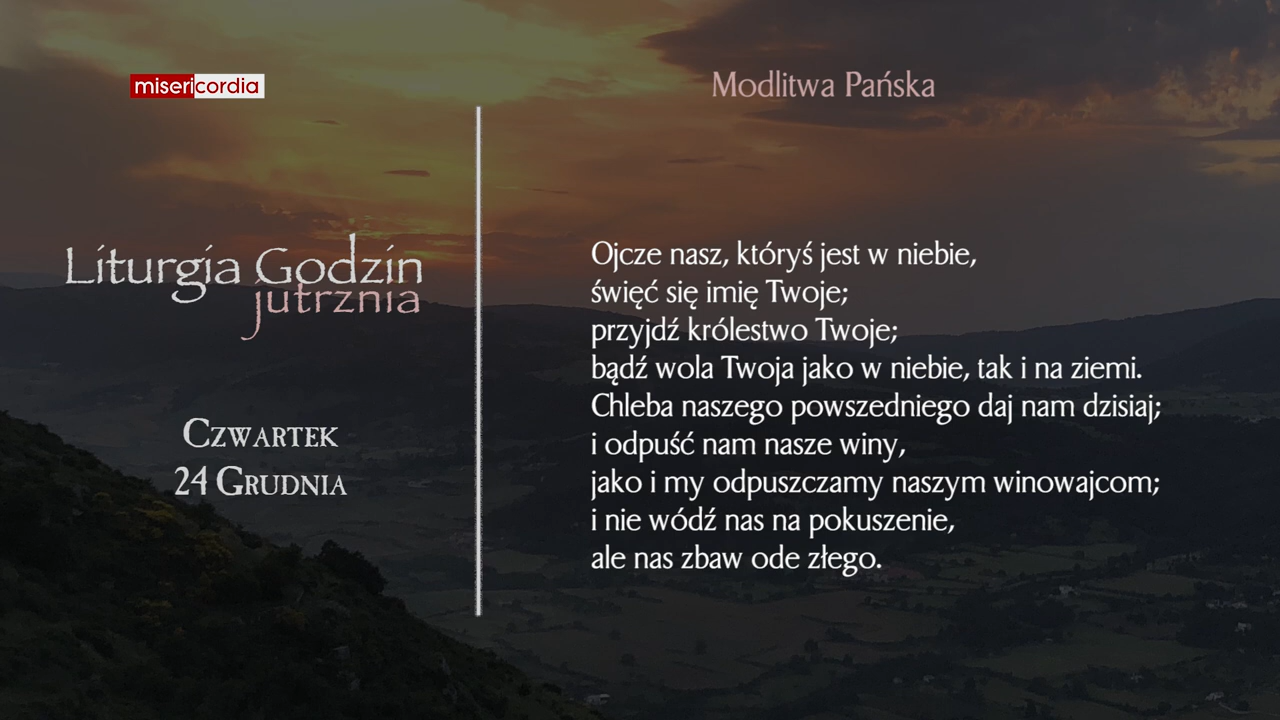 misericordia
Liturgia Godzin
jutrznia
Czwartek
24 Grudnia
Modlitwa Pańska
Ojcze nasz, któryś jest w niebie,
święć się imię Twoje;
przyjdź królestwo Twoje;
bądź wola Twoja jako w niebie, tak i na ziemi.
Chleba naszego powszedniego daj nam dzisiaj;
i odpuść nam nasze winy,
jako i my odpuszczamy naszym winowajcom;
i nie wódź nas na pokuszenie,
ale nas zbaw ode złego.